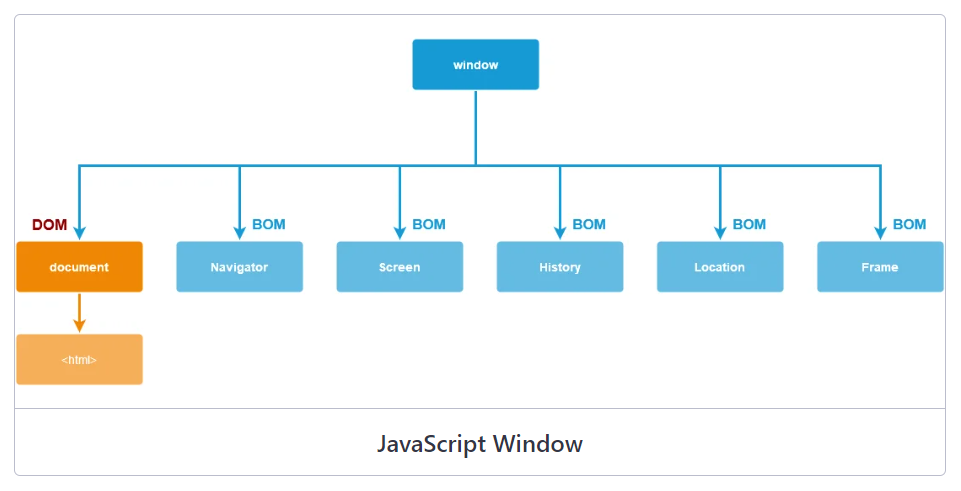 window
DOM
BOM
BOM
BOM
BOM
BOM
document
Navigator
Screen
History
Location
Frame
<html>
JavaScript Window